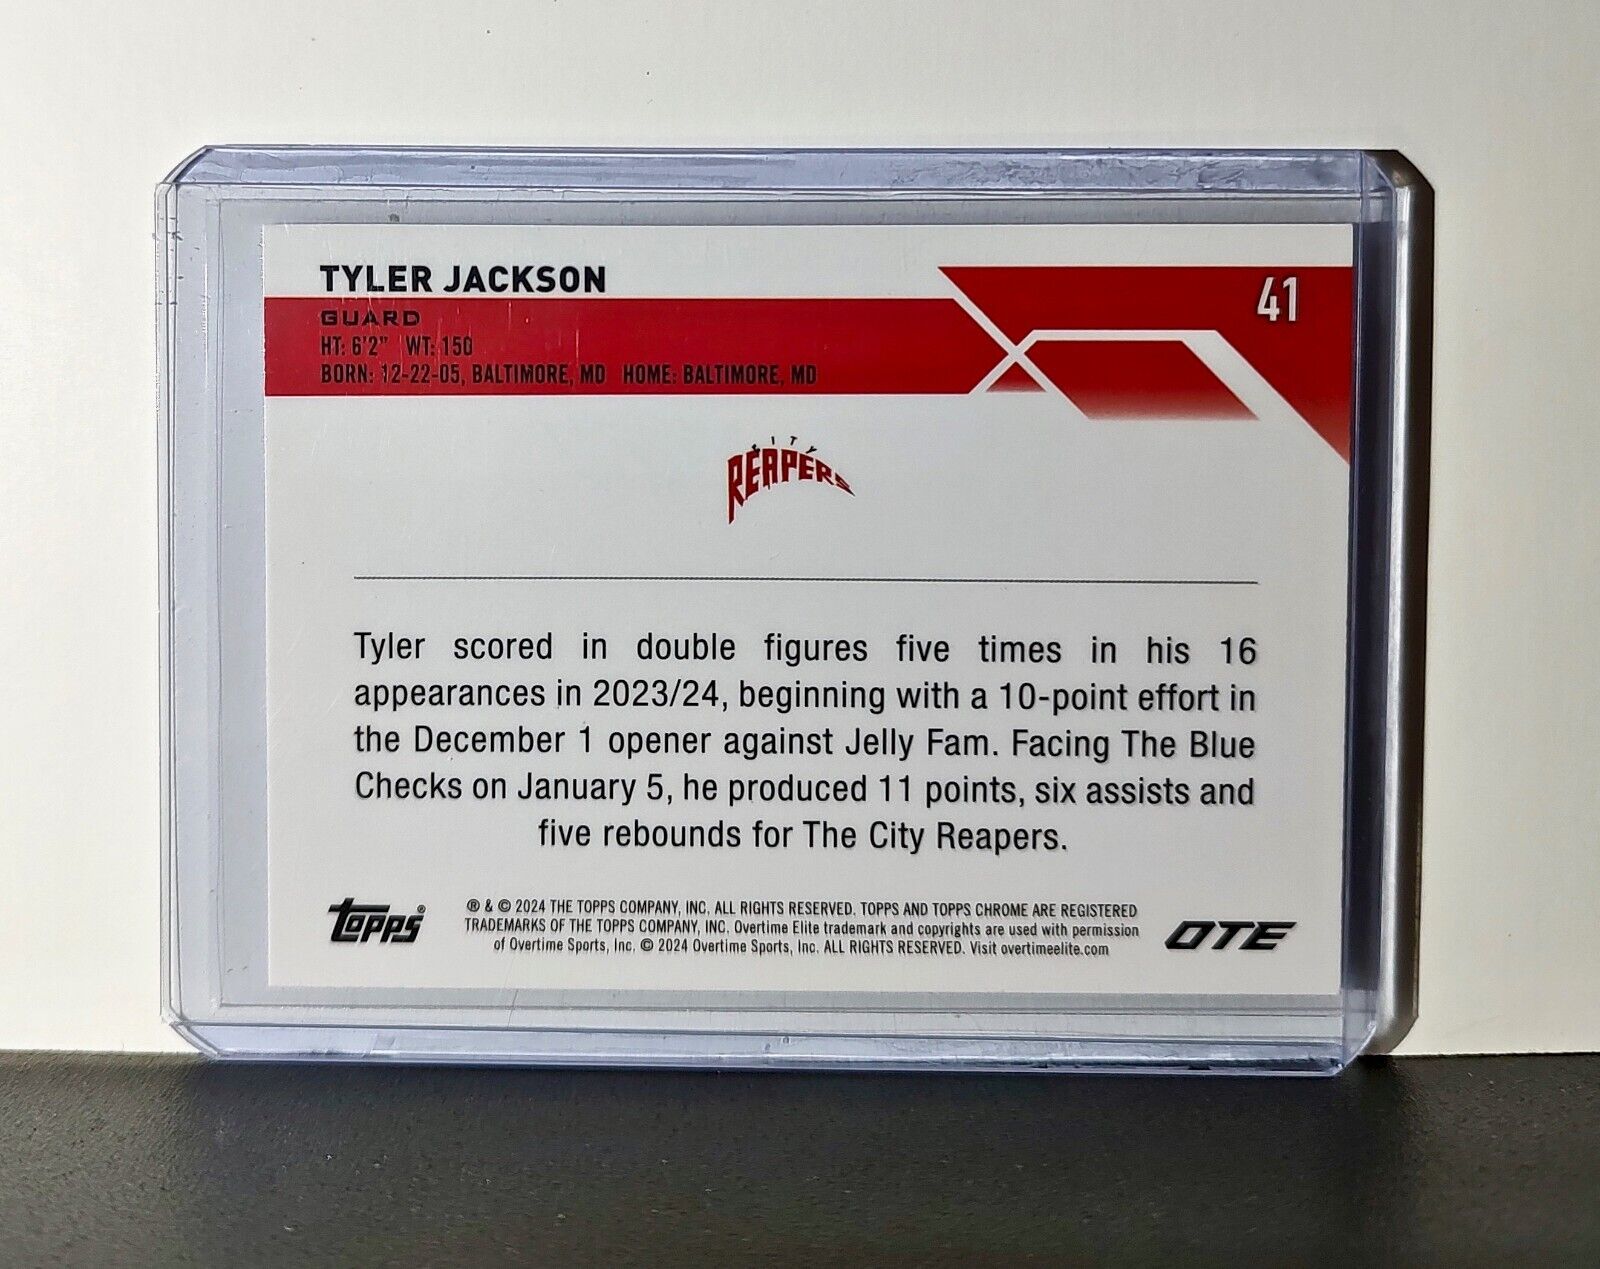 TYLER JACKSON
41
GUARD
HT: 6'2" WT: 150
BORN: 12-22-05, BALTIMORE, MD HOME: BALTIMORE, MD
CITY
REAPERS
Tyler scored in double figures five times in his 16
appearances in 2023/24, beginning with a 10-point effort in
the December 1 opener against Jelly Fam. Facing The Blue
Checks on January 5, he produced 11 points, six assists and
five rebounds for The City Reapers.
Topps®
® & © 2024 THE TOPPS COMPANY, INC. ALL RIGHTS RESERVED. TOPPS AND TOPPS CHROME ARE REGISTERED
TRADEMARKS OF THE TOPPS COMPANY, INC. Overtime Elite trademark and copyrights are used with permission
of Overtime Sports, Inc. © 2024 Overtime Sports, Inc. ALL RIGHTS RESERVED. Visit overtimeelite.com
OTE